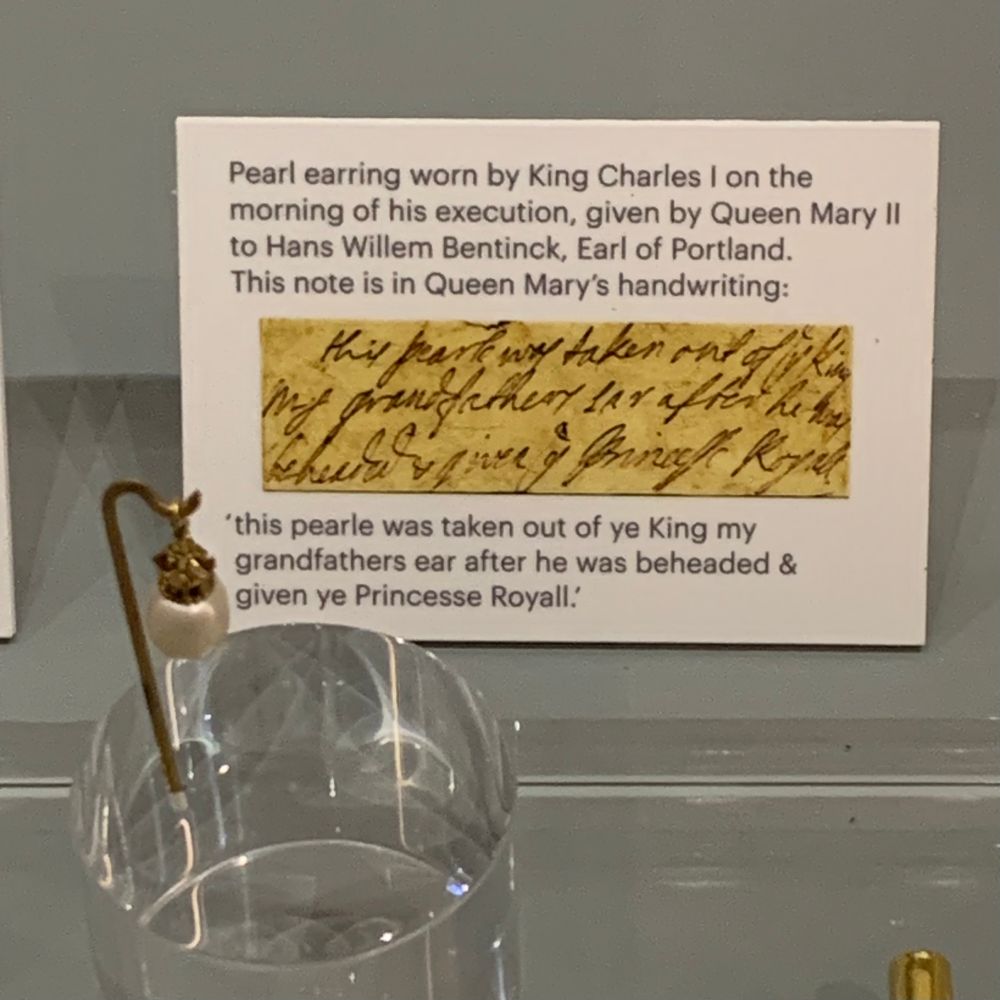 Pearl earring worn by King Charles I on the
morning of his execution, given by Queen Mary II
to Hans Willem Bentinck, Earl of Portland.
This note is in Queen Mary's handwriting:
this pearle was taken out of ye King
my grandfathers ear after he was
beheaded & given ye Princesse Royall
'this pearle was taken out of ye King my
grandfathers ear after he was beheaded &
given ye Princesse Royall.'